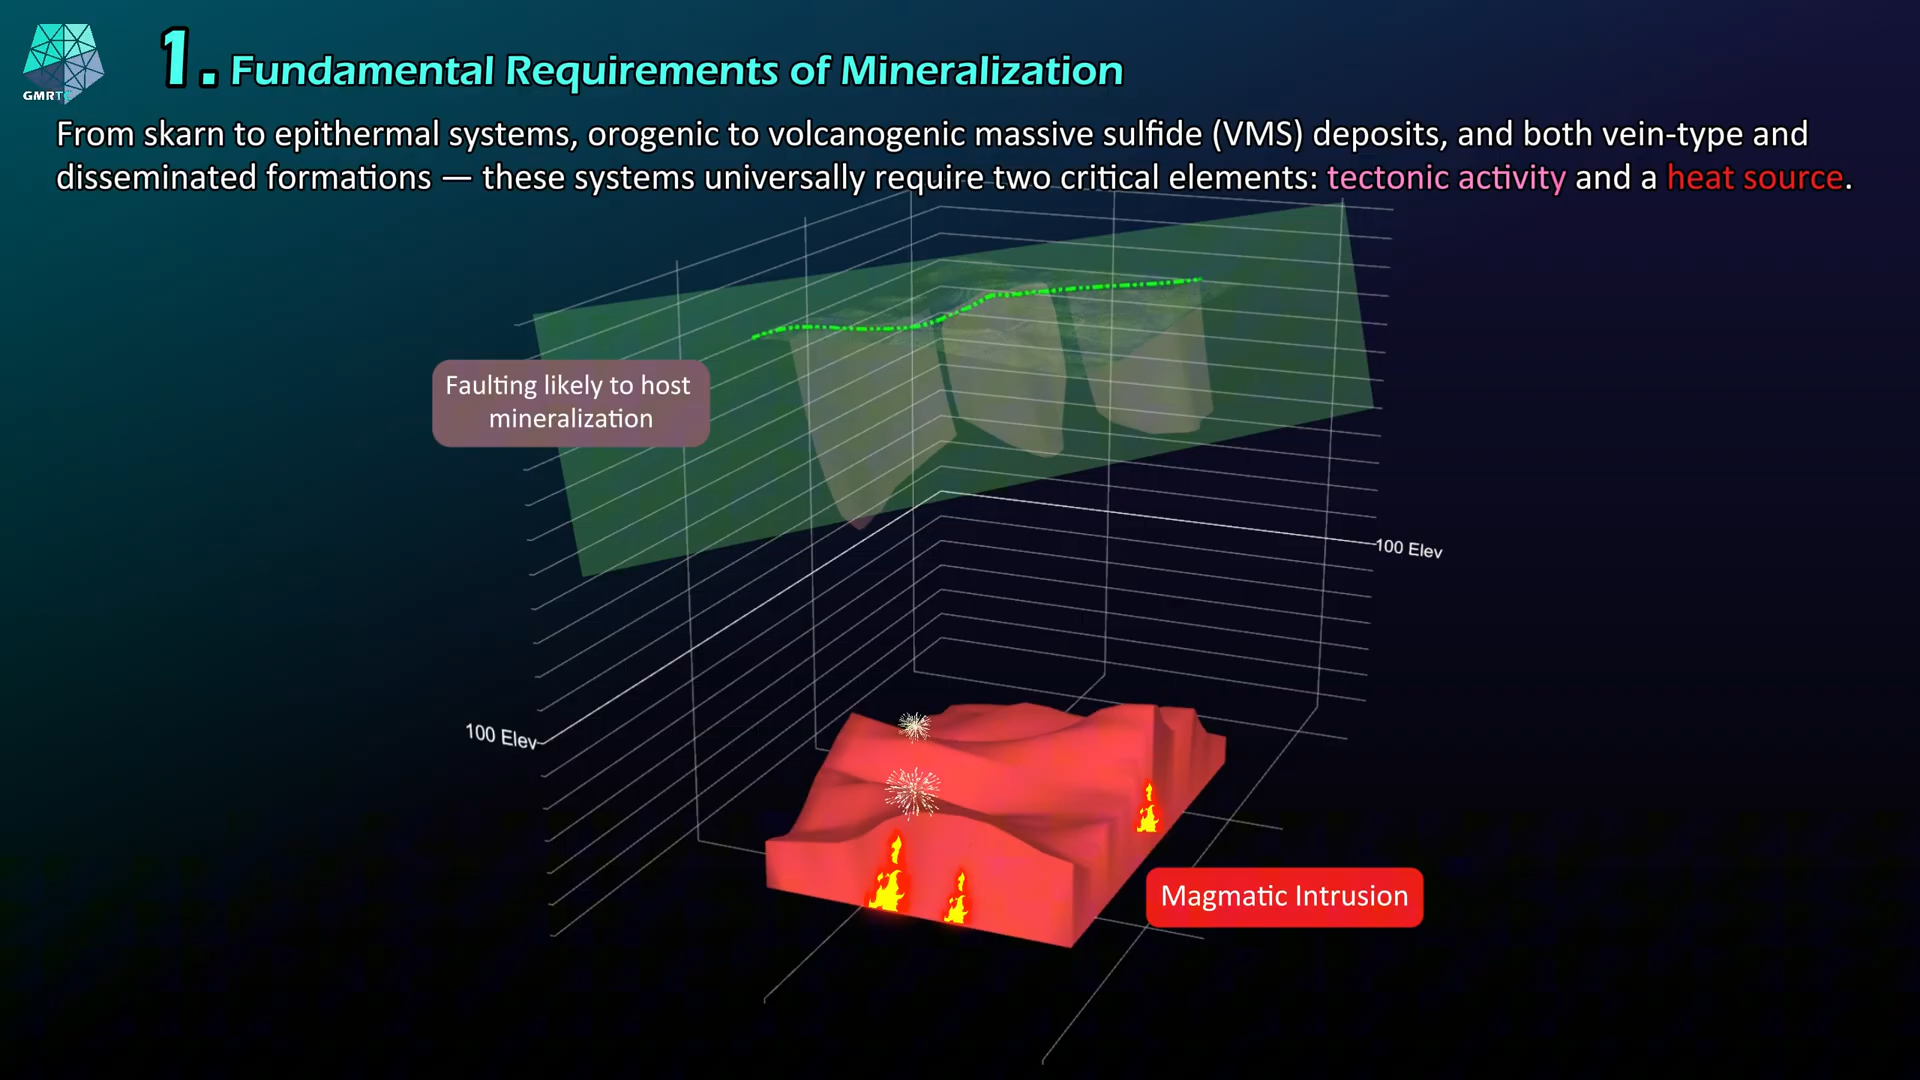 GMRT
1. Fundamental Requirements of Mineralization
From skarn to epithermal systems, orogenic to volcanogenic massive sulfide (VMS) deposits, and both vein-type and
disseminated formations — these systems universally require two critical elements: tectonic activity and a heat source.
Faulting likely to host
mineralization
100 Elev
100 Elev
Magmatic Intrusion